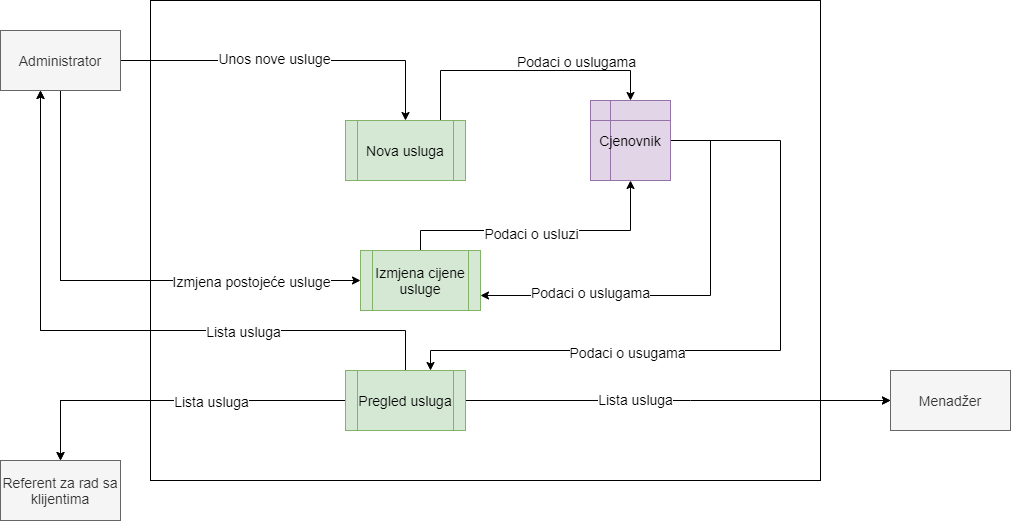 Administrator
Unos nove usluge
Podaci o uslugama
Nova usluga
Cjenovnik
Podaci o usluzi
Izmjena postojeće usluge
Izmjena cijene
usluge
Podaci o uslugama
Lista usluga
Podaci o usugama
Lista usluga
Pregled usluga
Lista usluga
Menadžer
Referent za rad sa
klijentima